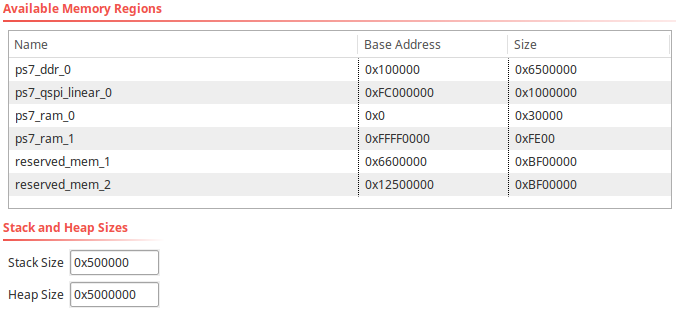 Available Memory Regions
Name Base Address Size
ps7_ddr_0 0x100000 0x6500000
ps7_qspi_linear_0 0xFC000000 0x1000000
ps7_ram_0 0x0 0x30000
ps7_ram_1 0xFFFF0000 0xFE00
reserved_mem_1 0x6600000 0xBF00000
reserved_mem_2 0x12500000 0xBF00000
Stack and Heap Sizes
Stack Size 0x500000
Heap Size 0x5000000